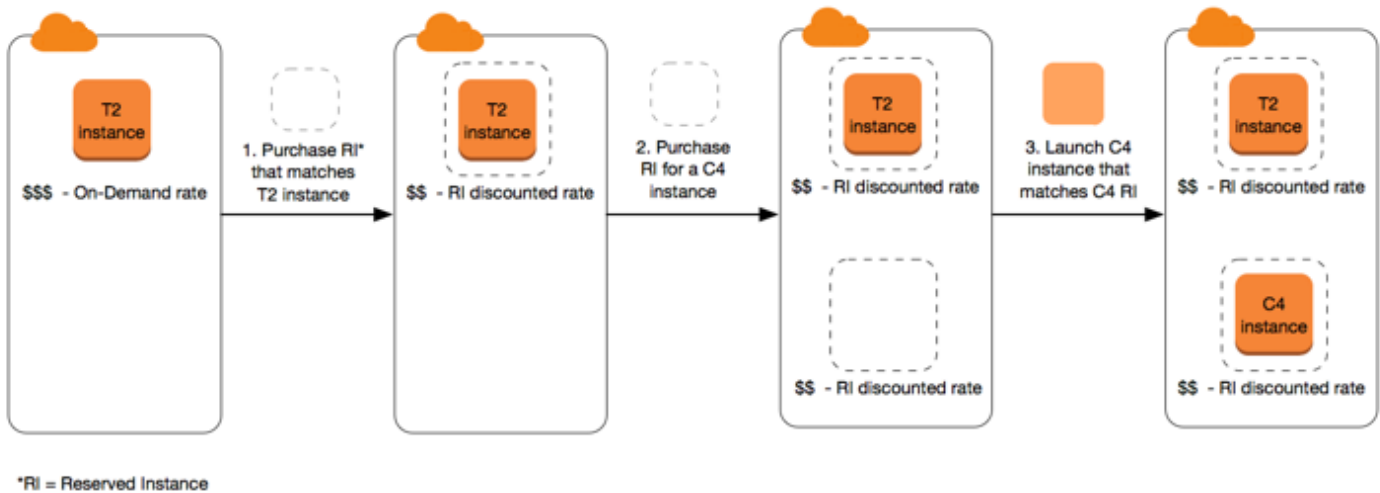 T2
instance
$$$ - On-Demand rate
1. Purchase RI*
that matches
T2 instance
T2
instance
$$ - RI discounted rate
2. Purchase
RI for a C4
instance
T2
instance
$$ - RI discounted rate
$$ - RI discounted rate
3. Launch C4
instance that
matches C4 RI
T2
instance
$$ - RI discounted rate
C4
instance
$$ - RI discounted rate
*RI = Reserved Instance